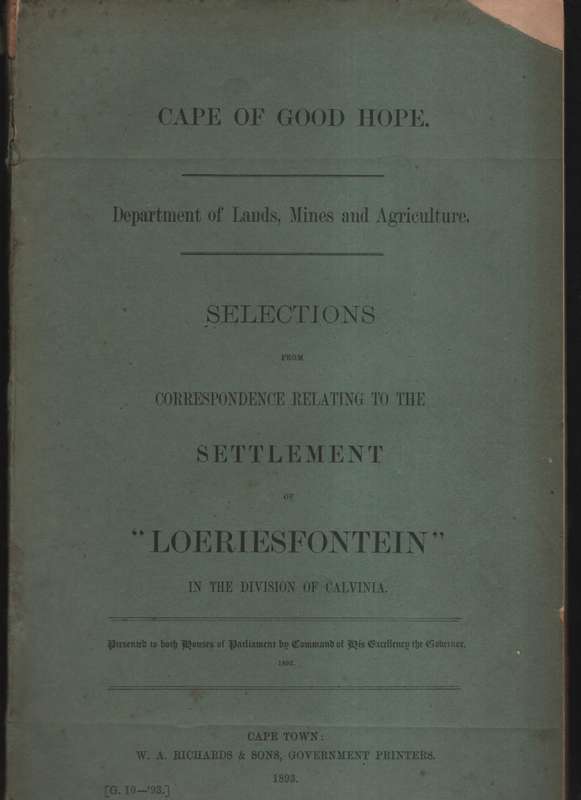 CAPE OF GOOD HOPE.
Department of Lands, Mines and Agriculture.
SELECTIONS
FROM
CORRESPONDENCE RELATING TO THE
SETTLEMENT
OF
“LOERIESFONTEIN”
IN THE DIVISION OF CALVINIA.
Presented to both Houses of Parliament by Command of His Excellency the Governor.
CAPE TOWN:
W. A. RICHARDS & SONS, GOVERNMENT PRINTERS.
1893.
[G. 10—'93.]